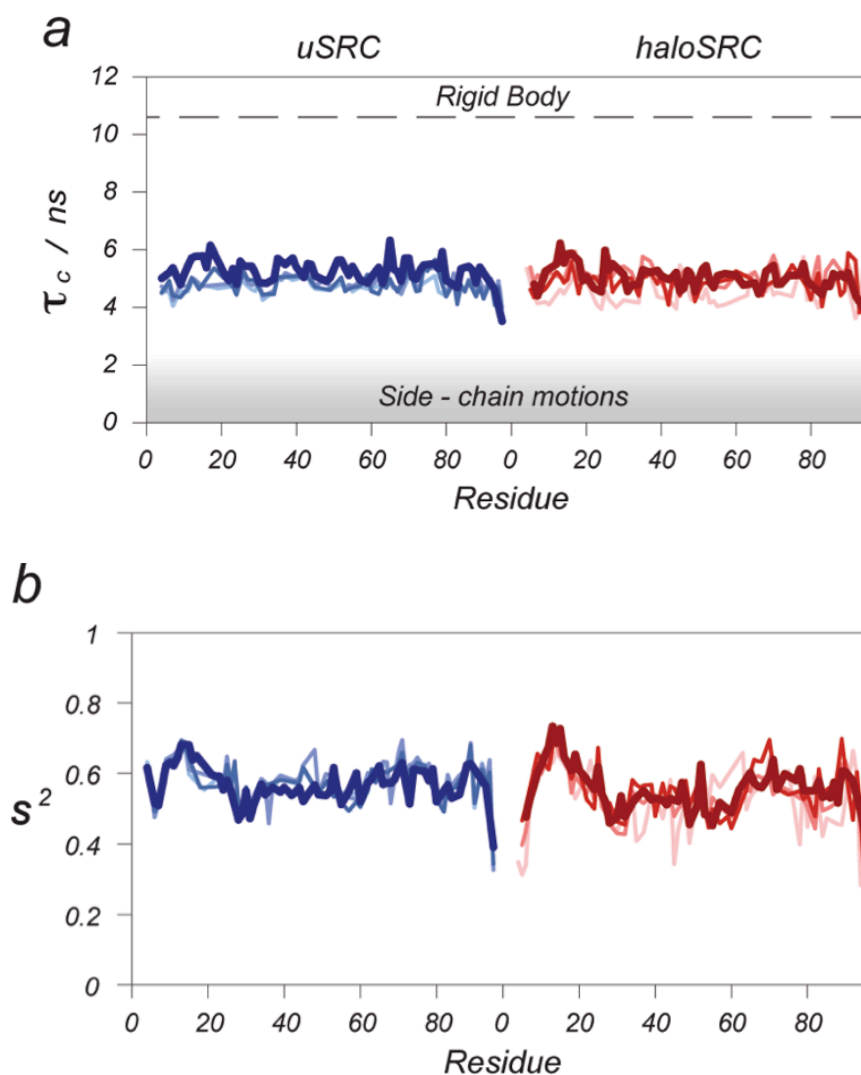 a
uSRC haloSRC
12
Rigid Body
10
8
6
4
2
Side - chain motions
0
τc / ns
0 20 40 60 80 0 20 40 60 80
Residue
b
1
0.8
0.6
s²
0.4
0.2
0
0 20 40 60 80 0 20 40 60 80
Residue